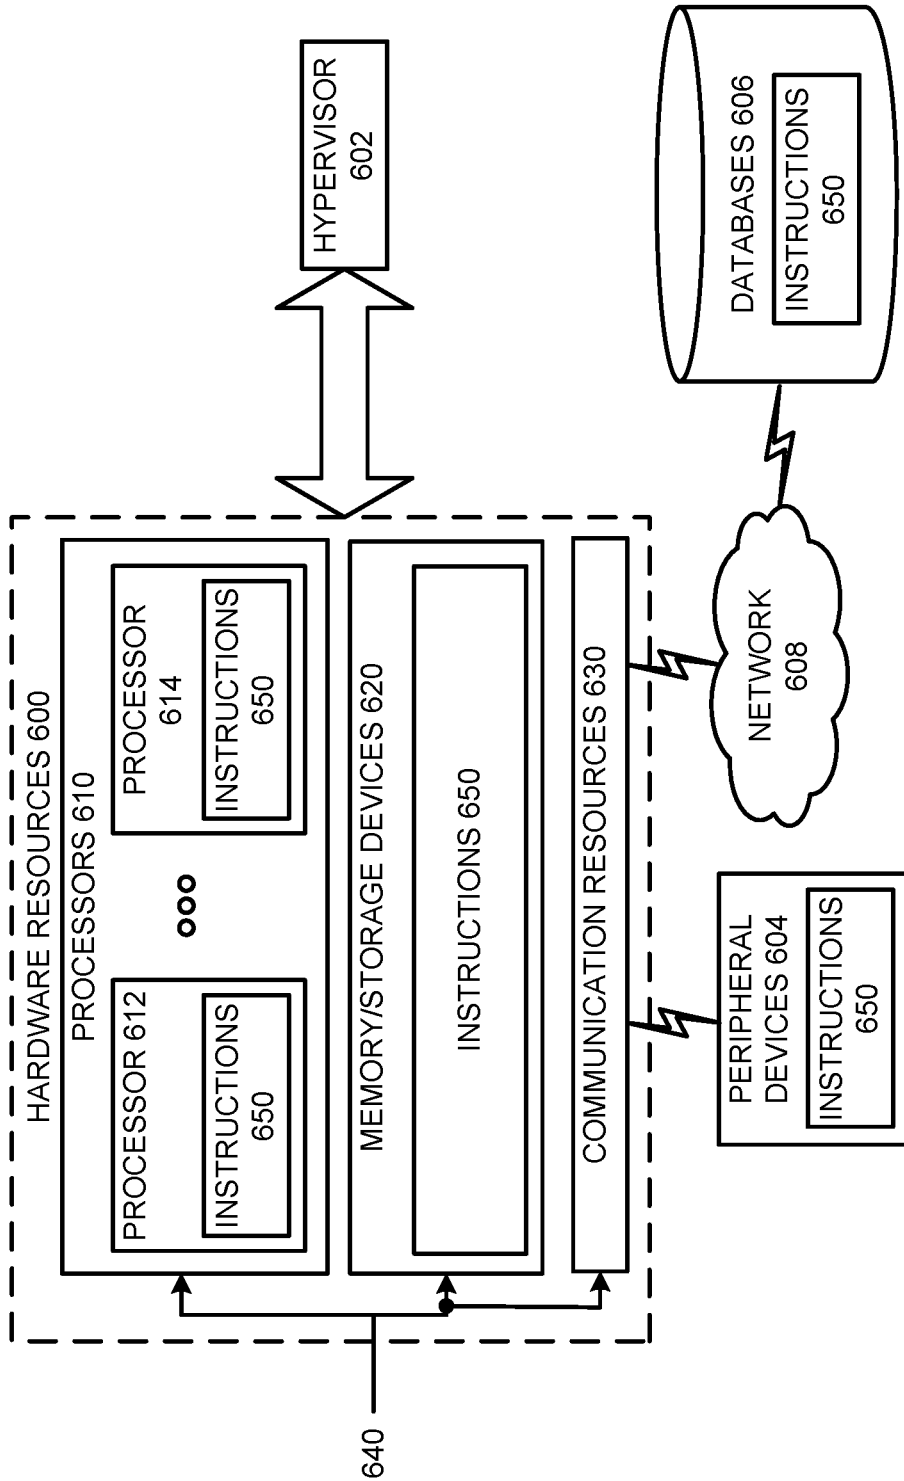 HARDWARE RESOURCES 600
PROCESSORS 610
PROCESSOR 612
INSTRUCTIONS
650
PROCESSOR
614
INSTRUCTIONS
650
MEMORY/STORAGE DEVICES 620
INSTRUCTIONS 650
COMMUNICATION RESOURCES 630
640
HYPERVISOR
602
PERIPHERAL
DEVICES 604
INSTRUCTIONS
650
NETWORK
608
DATABASES 606
INSTRUCTIONS
650